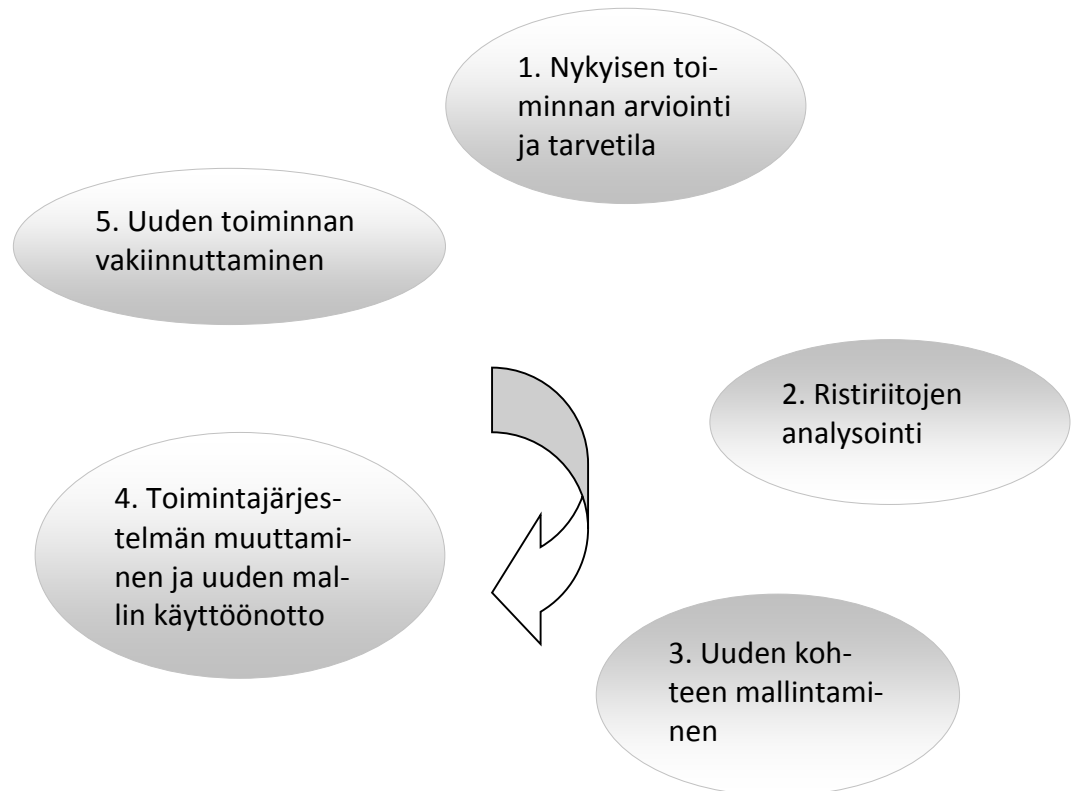 1. Nykyisen toi-
minnan arviointi
ja tarvetila
2. Ristiriitojen
analysointi
3. Uuden koh-
teen mallintami-
nen
4. Toimintajärjes-
telmän muuttami-
nen ja uuden mal-
lin käyttöönotto
5. Uuden toiminnan
vakiinnuttaminen